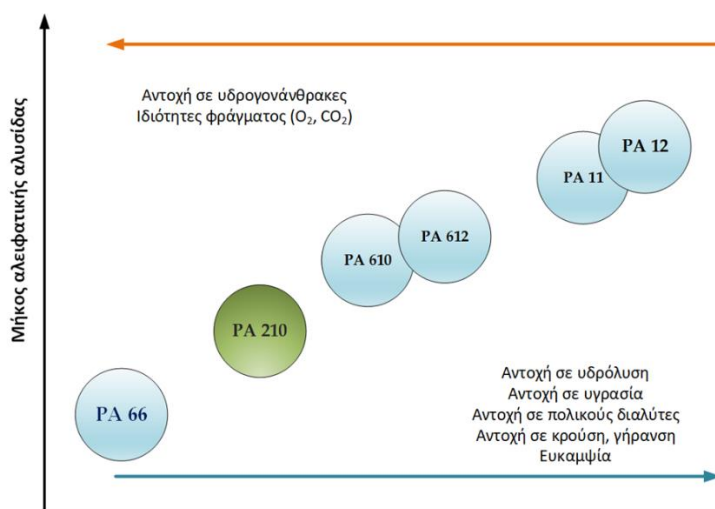 Μήκος αλειφατικής αλυσίδας
Αντοχή σε υδρογονάνθρακες
Ιδιότητες φράγματος (O₂, CO₂)
PA 12
PA 11
PA 612
PA 610
PA 210
PA 66
Αντοχή σε υδρόλυση
Αντοχή σε υγρασία
Αντοχή σε πολικούς διαλύτες
Αντοχή σε κρούση, γήρανση
Ευκαμψία